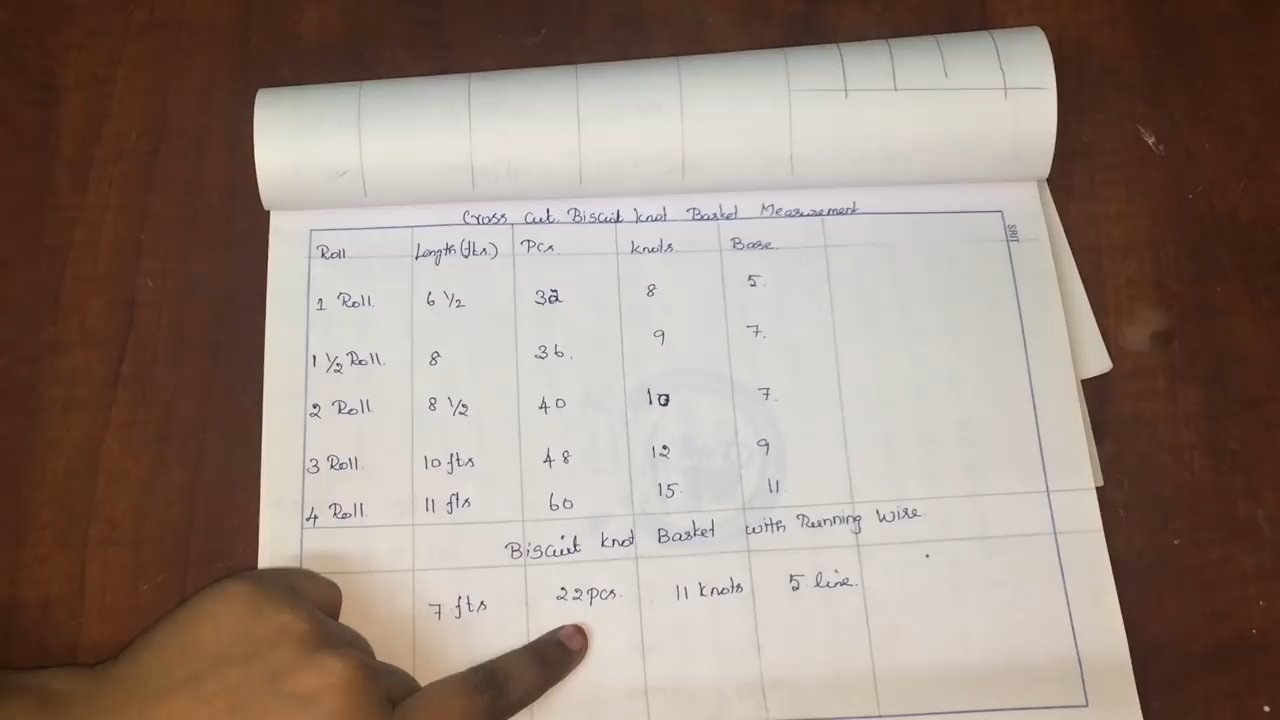 Cross cut Biscuit knot Basket Measurement
SRIT
Roll Length (fts.) Pcs. Knots. Base.
1 Roll. 6 1/2 32 8 5.
1 1/2 Roll. 8 36. 9 7.
2 Roll 8 1/2 40 10 7.
3 Roll. 10 fts 48 12 9
4 Roll. 11 fts 60 15. 11
Biscuit knot Basket with Running Wire
7 fts 22pcs. 11 knots 5 line.